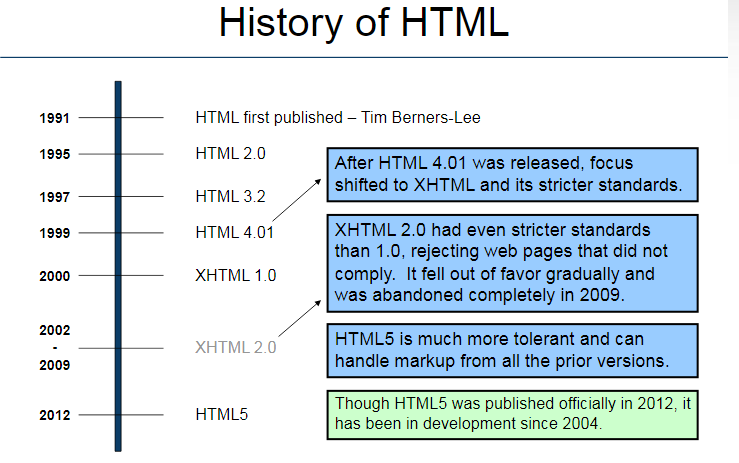 History of HTML
1991
HTML first published – Tim Berners-Lee
1995
HTML 2.0
After HTML 4.01 was released, focus
shifted to XHTML and its stricter standards.
1997
HTML 3.2
1999
HTML 4.01
XHTML 2.0 had even stricter standards
than 1.0, rejecting web pages that did not
comply.  It fell out of favor gradually and
was abandoned completely in 2009.
2000
XHTML 1.0
2002
-
2009
XHTML 2.0
HTML5 is much more tolerant and can
handle markup from all the prior versions.
2012
HTML5
Though HTML5 was published officially in 2012, it
has been in development since 2004.